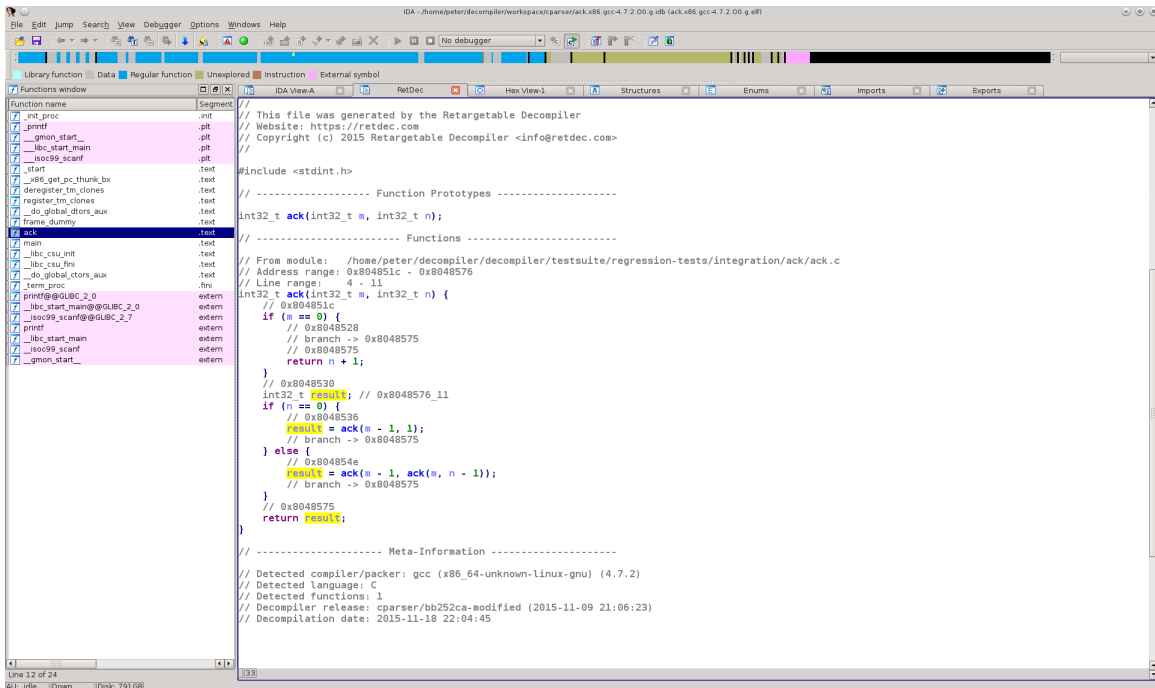 IDA - /home/peter/decompiler/workspace/cparser/ack.x86.gcc-4.7.2.O0.g.idb (ack.x86.gcc-4.7.2.O0.g.elf)
File Edit Jump Search View Debugger Options Windows Help
No debugger
Library function Data Regular function Unexplored Instruction External symbol
Functions window
IDA View-A RetDec Hex View-1 Structures Enums Imports Exports
Function name Segment
_init_proc .init
_printf .plt
___gmon_start__ .plt
___libc_start_main .plt
___isoc99_scanf .plt
_start .text
__x86_get_pc_thunk_bx .text
deregister_tm_clones .text
register_tm_clones .text
__do_global_dtors_aux .text
frame_dummy .text
ack .text
main .text
__libc_csu_init .text
__libc_csu_fini .text
__do_global_ctors_aux .text
_term_proc .fini
printf@@GLIBC_2_0 extern
__libc_start_main@@GLIBC_2_0 extern
__isoc99_scanf@@GLIBC_2_7 extern
printf extern
__libc_start_main extern
__isoc99_scanf extern
__gmon_start__ extern
Line 12 of 24
//
// This file was generated by the Retargetable Decompiler
// Website: https://retdec.com
// Copyright (c) 2015 Retargetable Decompiler <info@retdec.com>
//
#include <stdint.h>
// ------------------- Function Prototypes --------------------
int32_t ack(int32_t m, int32_t n);
// ------------------------ Functions -------------------------
// From module:   /home/peter/decompiler/decompiler/testsuite/regression-tests/integration/ack/ack.c
// Address range: 0x804851c - 0x8048576
// Line range:    4 - 11
int32_t ack(int32_t m, int32_t n) {
    // 0x804851c
    if (m == 0) {
        // 0x8048528
        // branch -> 0x8048575
        // 0x8048575
        return n + 1;
    }
    // 0x8048530
    int32_t result; // 0x8048576_11
    if (n == 0) {
        // 0x8048536
        result = ack(m - 1, 1);
        // branch -> 0x8048575
    } else {
        // 0x804854e
        result = ack(m - 1, ack(m, n - 1));
        // branch -> 0x8048575
    }
    // 0x8048575
    return result;
}
// --------------------- Meta-Information ---------------------
// Detected compiler/packer: gcc (x86_64-unknown-linux-gnu) (4.7.2)
// Detected language: C
// Detected functions: 1
// Decompiler release: cparser/bb252ca-modified (2015-11-09 21:06:23)
// Decompilation date: 2015-11-18 22:04:45
33
AU: idle Down Disk: 791GB